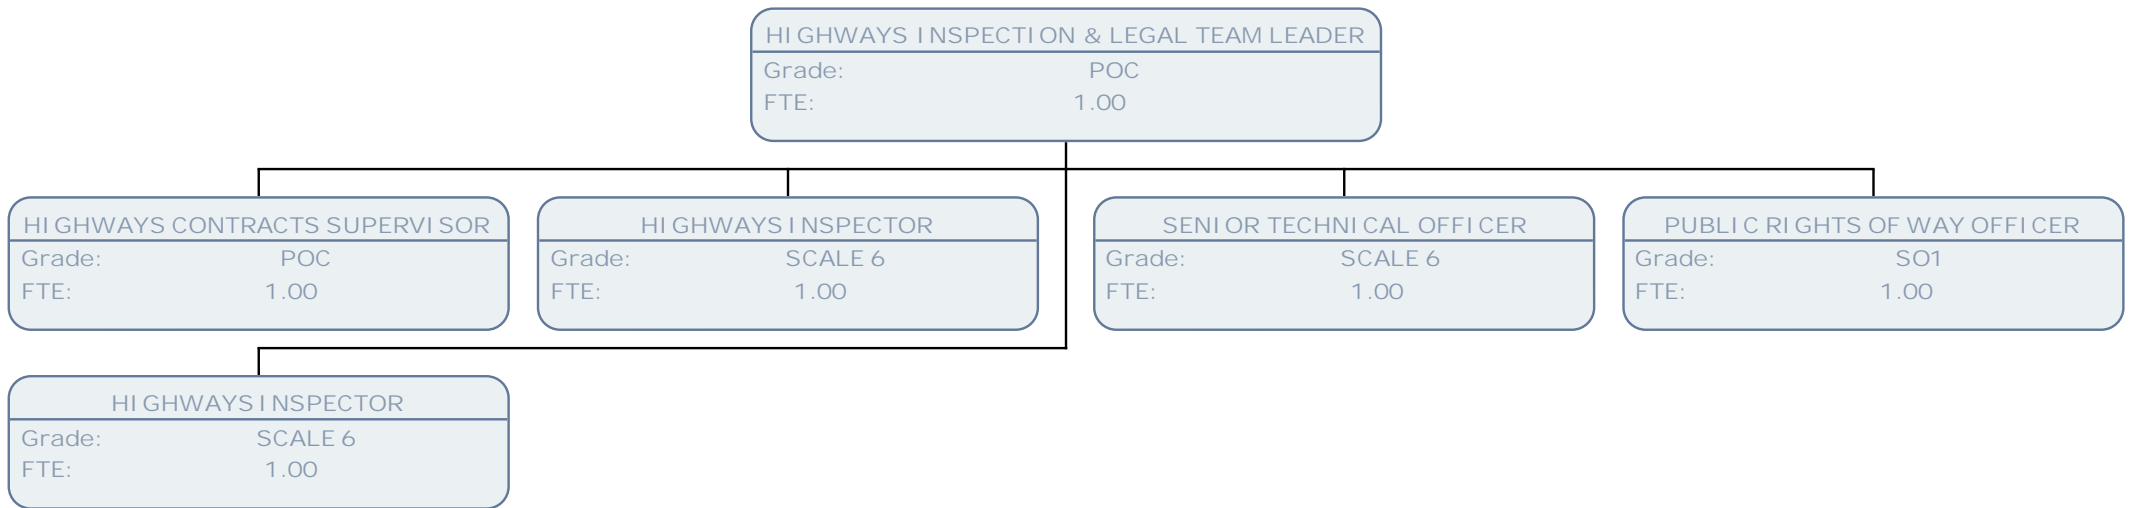 HIGHWAYS INSPECTION & LEGAL TEAM LEADER
Grade: POC
FTE: 1.00
HIGHWAYS CONTRACTS SUPERVISOR
Grade: POC
FTE: 1.00
HIGHWAYS INSPECTOR
Grade: SCALE 6
FTE: 1.00
SENIOR TECHNICAL OFFICER
Grade: SCALE 6
FTE: 1.00
PUBLIC RIGHTS OF WAY OFFICER
Grade: SO1
FTE: 1.00
HIGHWAYS INSPECTOR
Grade: SCALE 6
FTE: 1.00